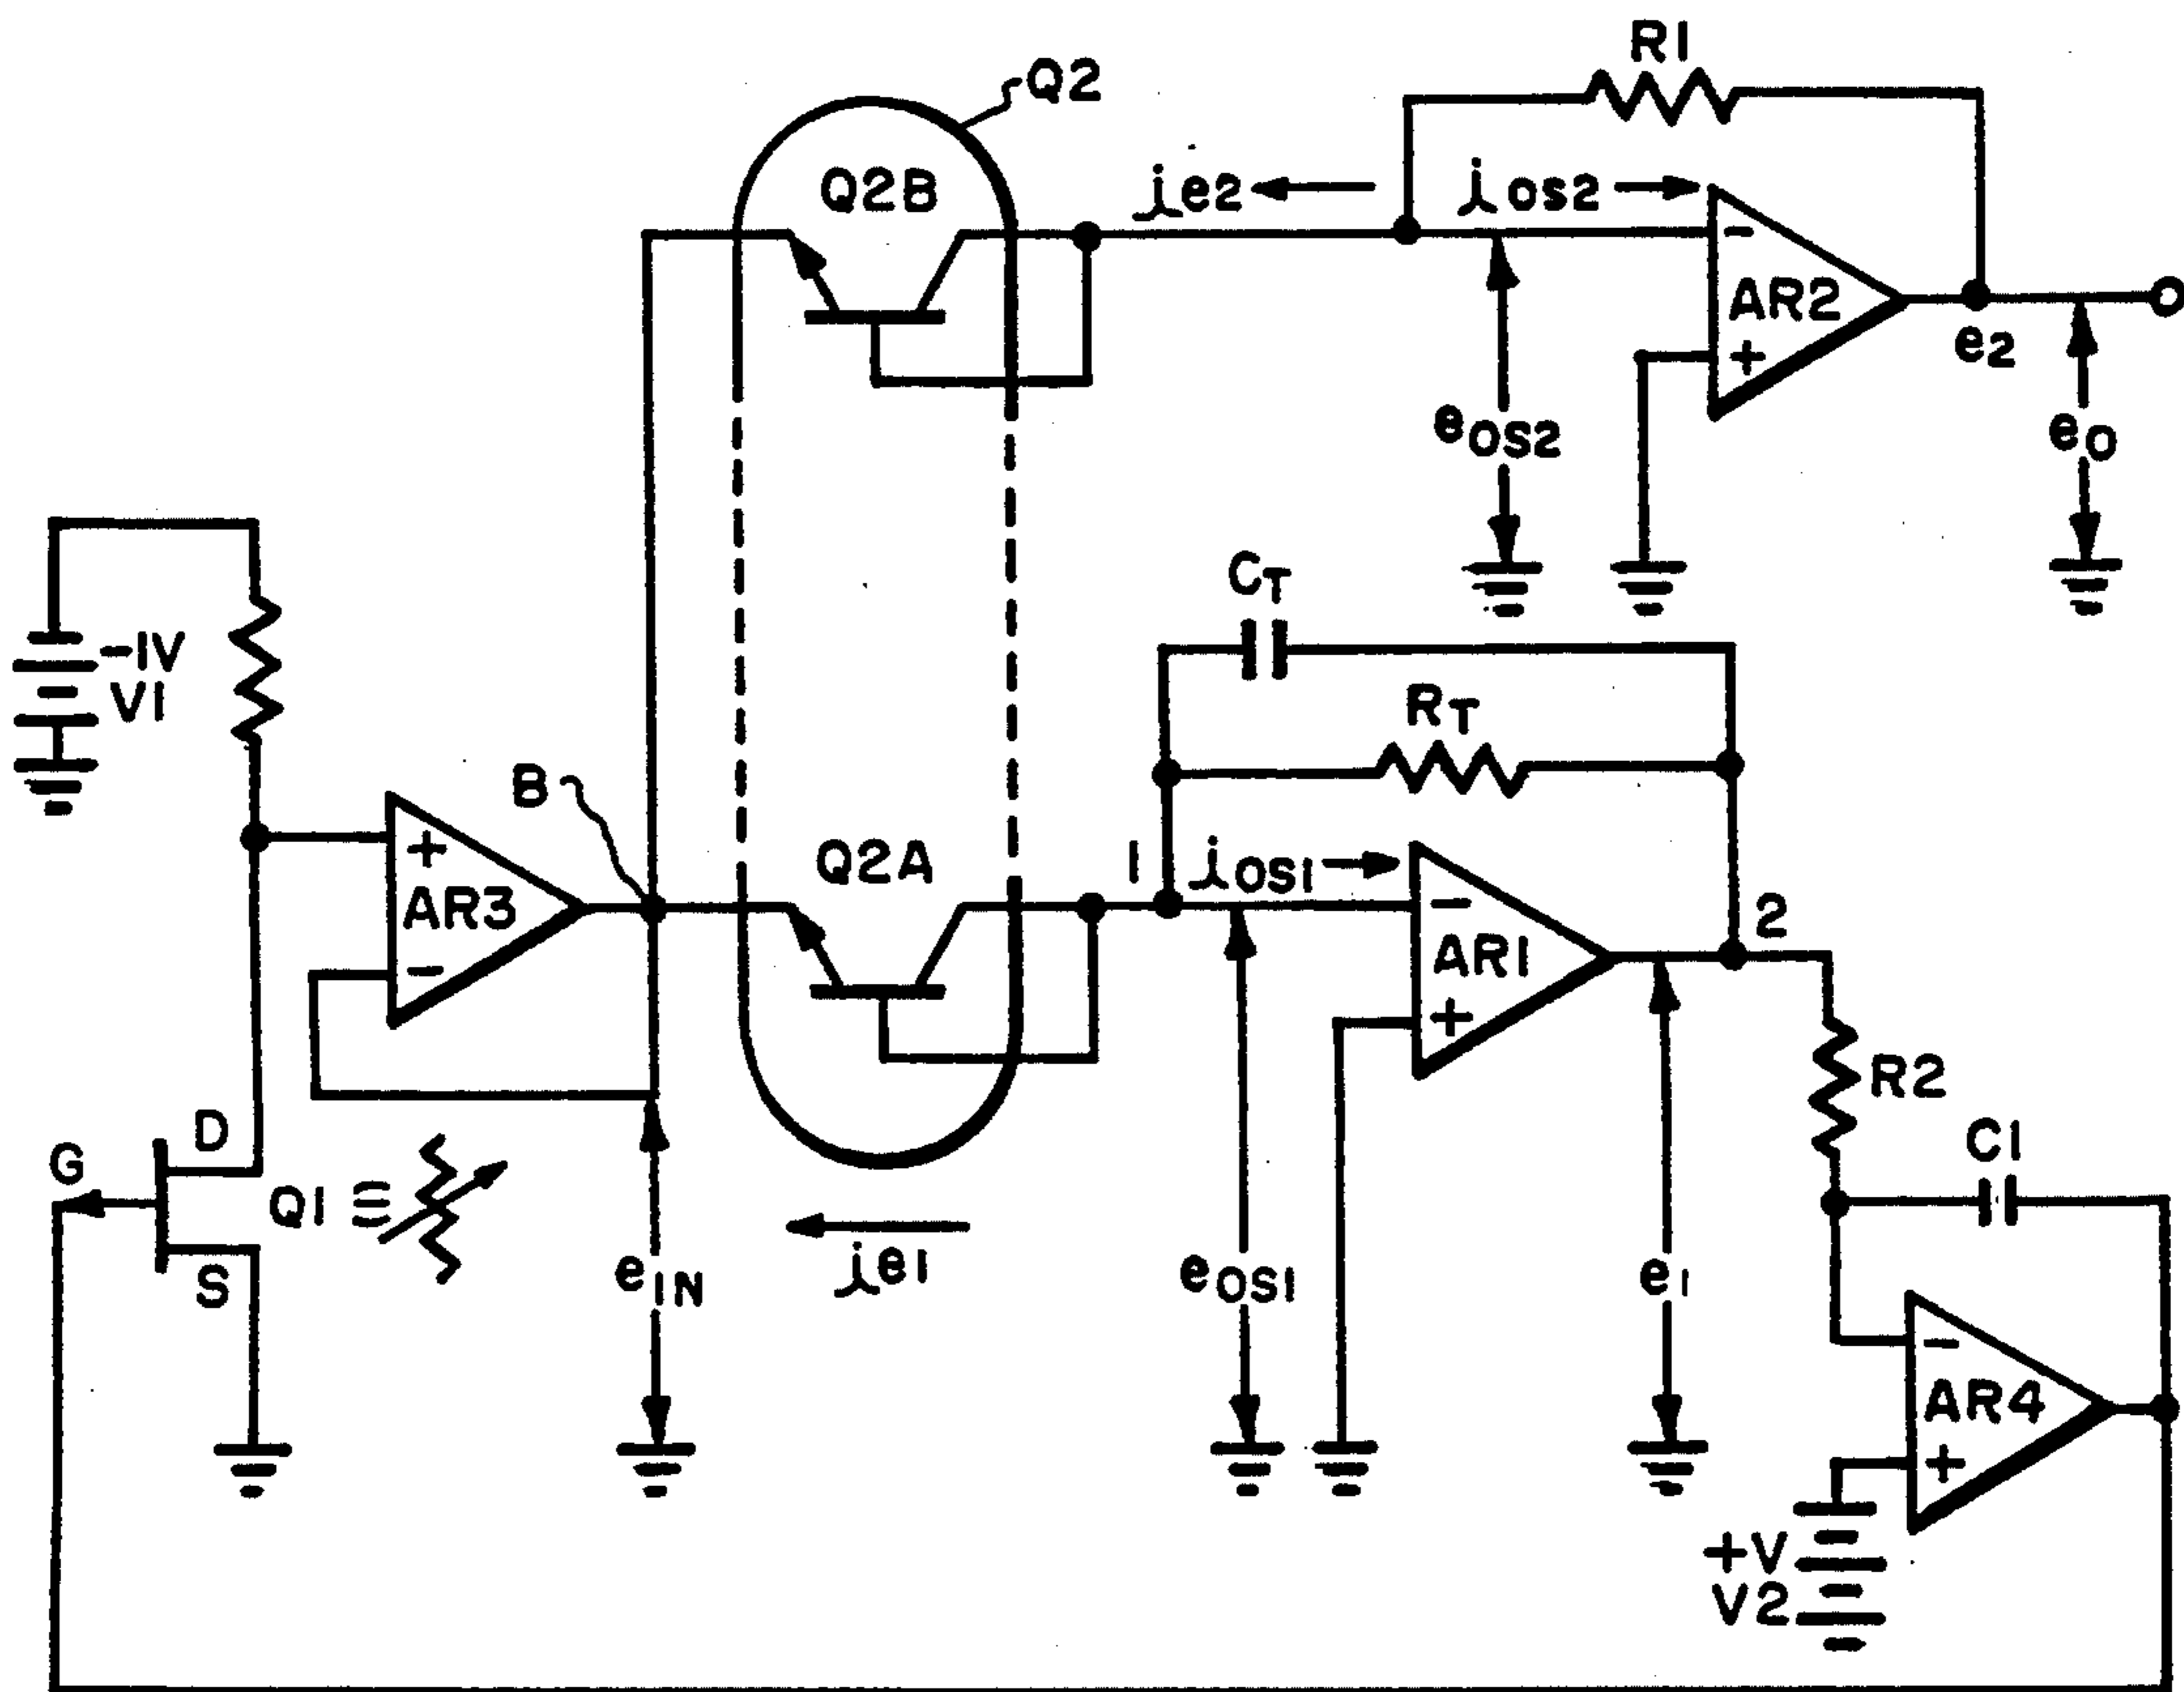 R1
Q2
Q2B
ie2
ios2
-
AR2
+
e2
eo
eOS2
CT
-1V
V1
RT
B
+
AR3
-
Q2A
1
ios1
-
AR1
+
2
R2
D
G
Q1 ≡
S
C1
eIN
ie1
eOS1
e1
-
AR4
+
+V
V2